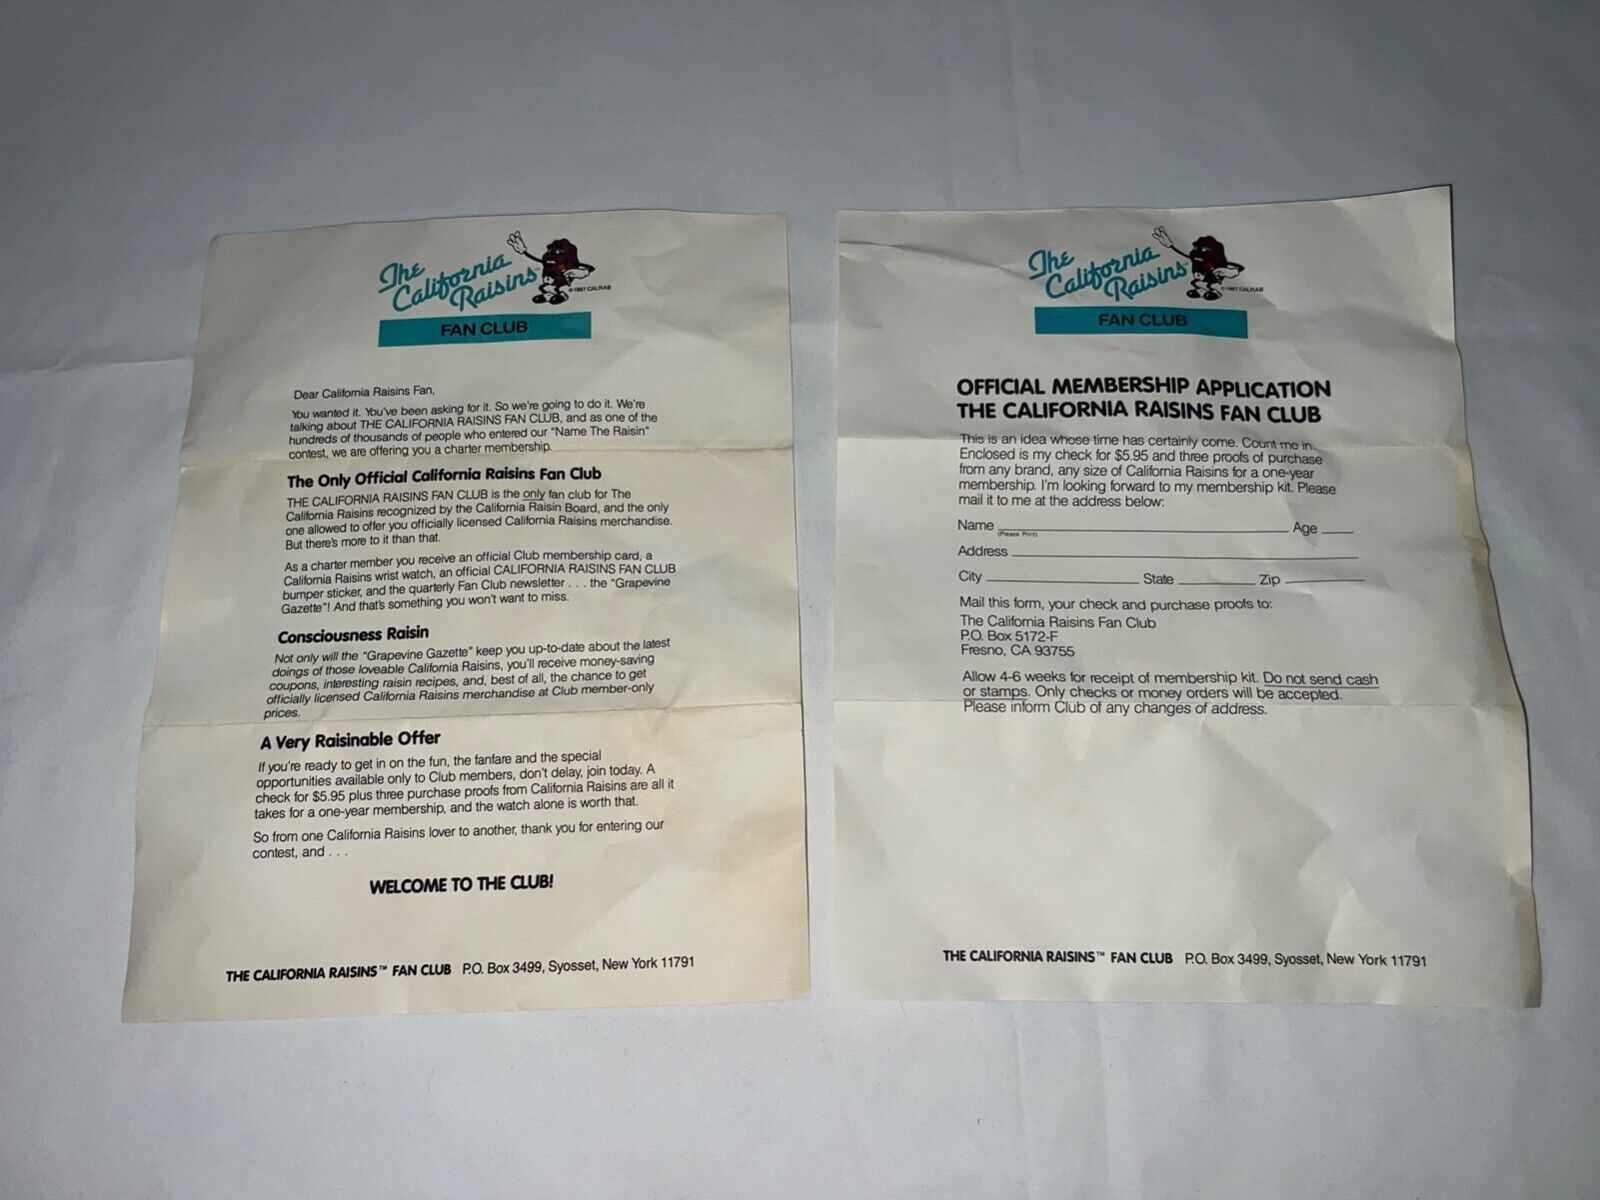 The
California
Raisins
© 1987 CALRAB
FAN CLUB
Dear California Raisins Fan,
You wanted it. You've been asking for it. So we're going to do it. We're
talking about THE CALIFORNIA RAISINS FAN CLUB, and as one of the
hundreds of thousands of people who entered our "Name The Raisin"
contest, we are offering you a charter membership.
The Only Official California Raisins Fan Club
THE CALIFORNIA RAISINS FAN CLUB is the only fan club for The
California Raisins recognized by the California Raisin Board, and the only
one allowed to offer you officially licensed California Raisins merchandise.
But there's more to it than that.
As a charter member you receive an official Club membership card, a
California Raisins wrist watch, an official CALIFORNIA RAISINS FAN CLUB
bumper sticker, and the quarterly Fan Club newsletter . . . the "Grapevine
Gazette"! And that's something you won't want to miss.
Consciousness Raisin
Not only will the "Grapevine Gazette" keep you up-to-date about the latest
doings of those loveable California Raisins, you'll receive money-saving
coupons, interesting raisin recipes, and, best of all, the chance to get
officially licensed California Raisins merchandise at Club member-only
prices.
A Very Raisinable Offer
If you're ready to get in on the fun, the fanfare and the special
opportunities available only to Club members, don't delay, join today. A
check for $5.95 plus three purchase proofs from California Raisins are all it
takes for a one-year membership, and the watch alone is worth that.
So from one California Raisins lover to another, thank you for entering our
contest, and . . .
WELCOME TO THE CLUB!
THE CALIFORNIA RAISINS™ FAN CLUB P.O. Box 3499, Syosset, New York 11791
The
California
Raisins™
© 1987 CALRAB
FAN CLUB
OFFICIAL MEMBERSHIP APPLICATION
THE CALIFORNIA RAISINS FAN CLUB
This is an idea whose time has certainly come. Count me in.
Enclosed is my check for $5.95 and three proofs of purchase
from any brand, any size of California Raisins for a one-year
membership. I'm looking forward to my membership kit. Please
mail it to me at the address below:
Name Age
(Please Print)
Address
City State Zip
Mail this form, your check and purchase proofs to:
The California Raisins Fan Club
P.O. Box 5172-F
Fresno, CA 93755
Allow 4-6 weeks for receipt of membership kit. Do not send cash
or stamps. Only checks or money orders will be accepted.
Please inform Club of any changes of address.
THE CALIFORNIA RAISINS™ FAN CLUB P.O. Box 3499, Syosset, New York 11791